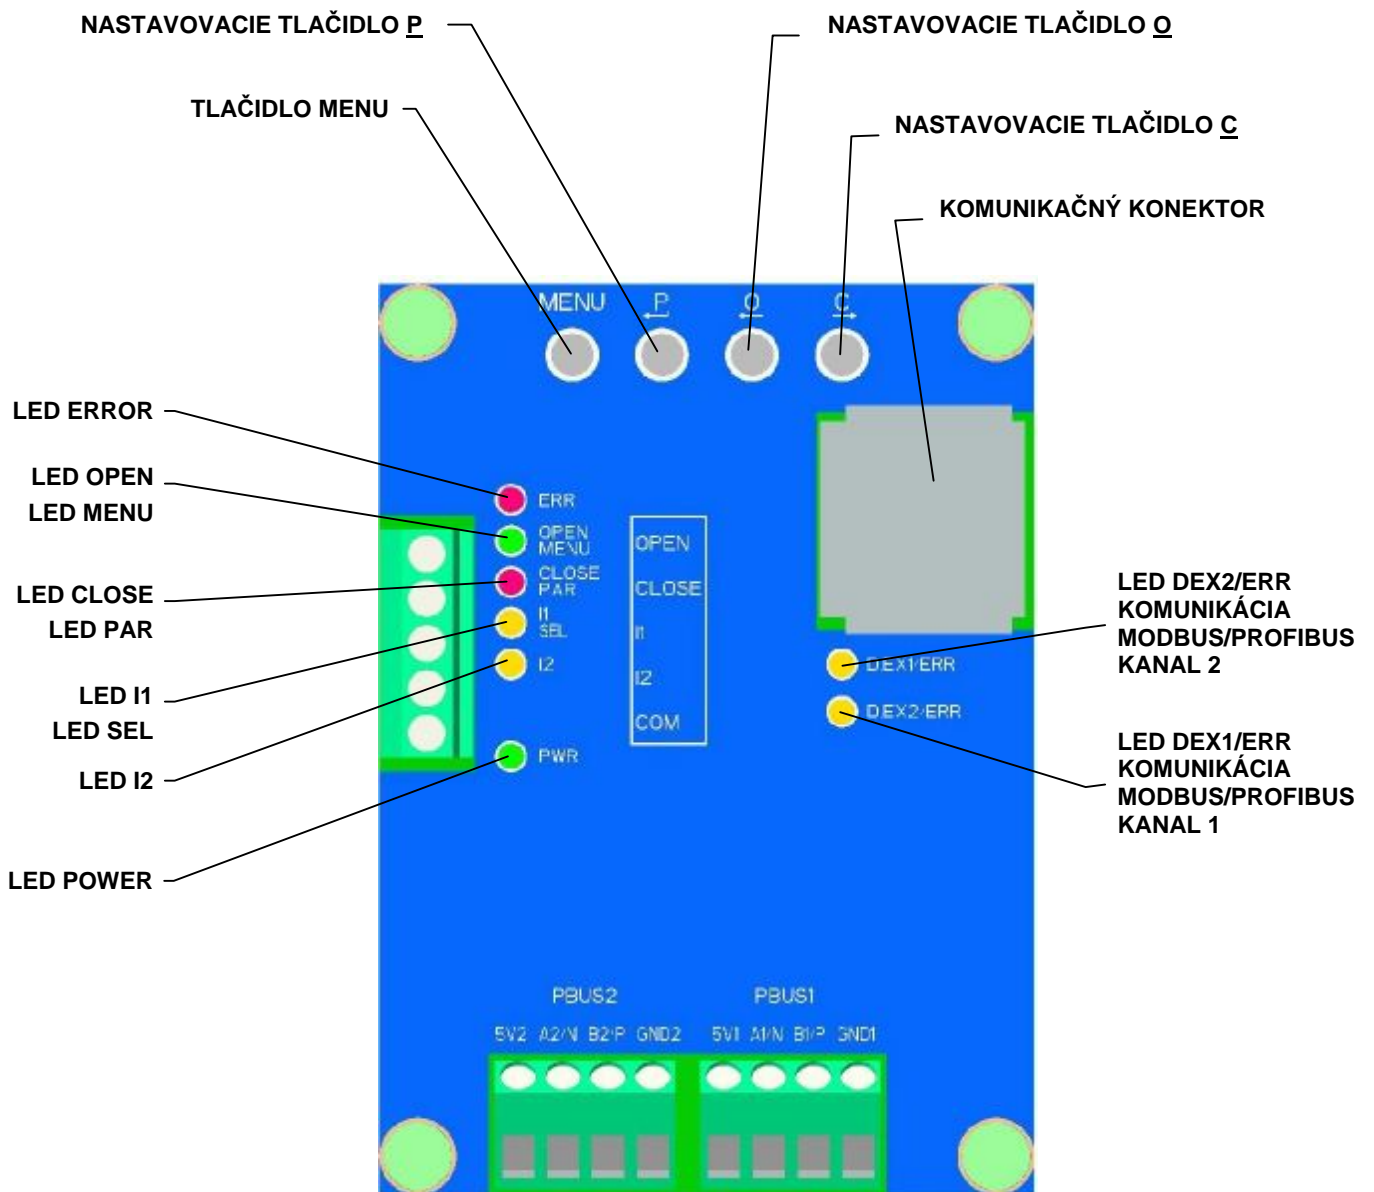 NASTAVOVACIE TLAČIDLO P
NASTAVOVACIE TLAČIDLO O
TLAČIDLO MENU
NASTAVOVACIE TLAČIDLO C
KOMUNIKAČNÝ KONEKTOR
MENU
P
O
C
LED ERROR
LED OPEN
LED MENU
LED CLOSE
LED PAR
LED I1
LED SEL
LED I2
LED POWER
ERR
OPEN
MENU
CLOSE
PAR
I1
SEL
I2
PWR
OPEN
CLOSE
I1
I2
COM
D.EX1/ERR
D.EX2/ERR
LED DEX2/ERR
KOMUNIKÁCIA
MODBUS/PROFIBUS
KANAL 2
LED DEX1/ERR
KOMUNIKÁCIA
MODBUS/PROFIBUS
KANAL 1
PBUS2
PBUS1
5V2 A2/N B2/P GND2
5V1 A1/N B1/P GND1